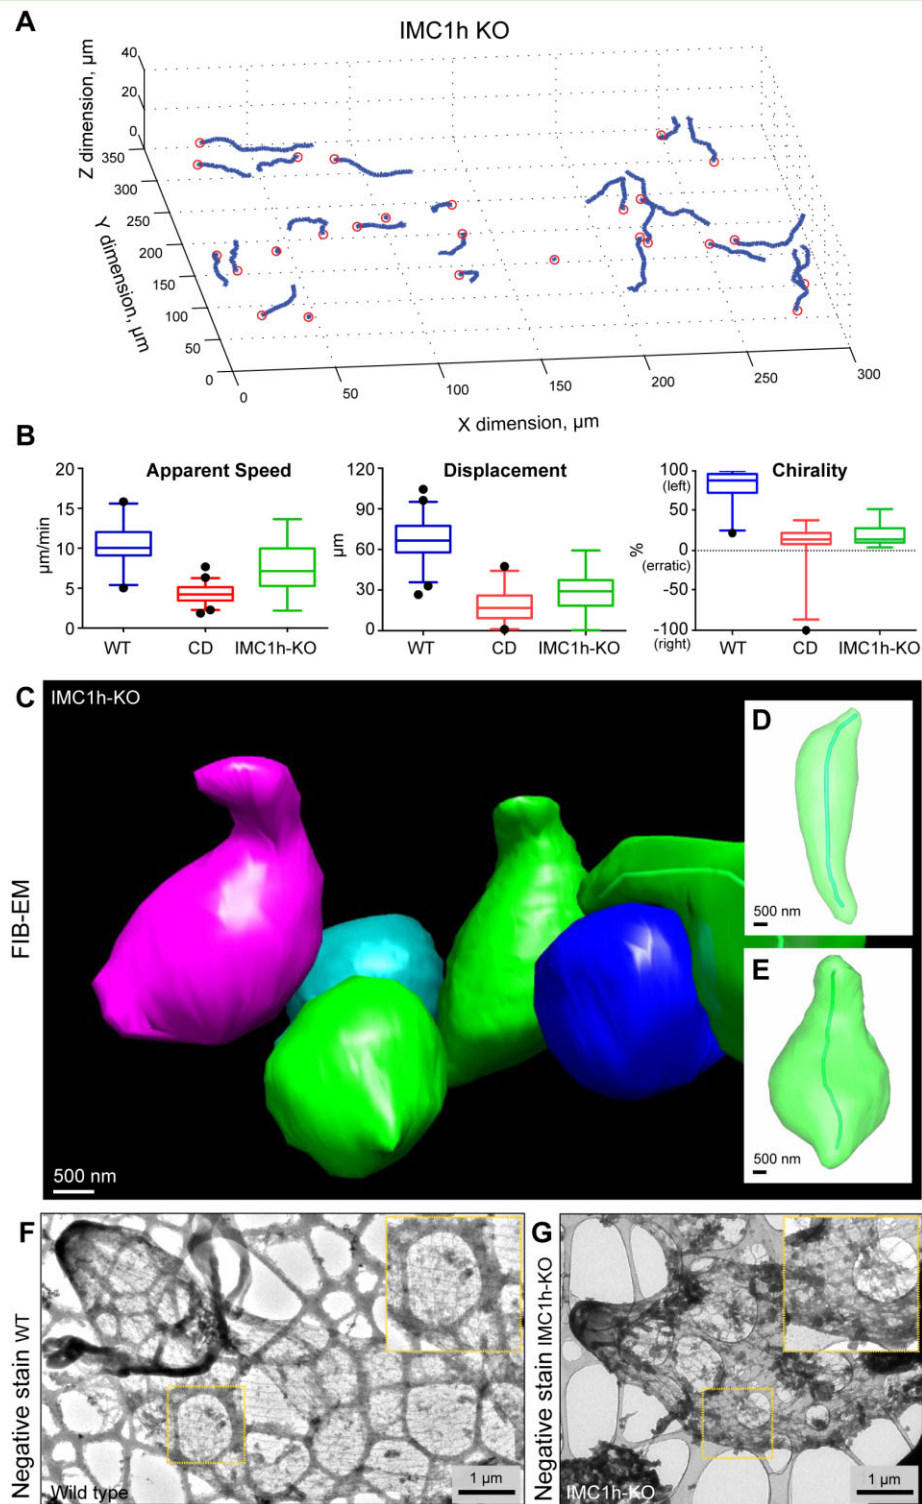 A
IMC1h KO
Z dimension, µm
40
20
0
Y dimension, µm
350
300
250
200
150
100
50
0
0
50
100
150
200
250
300
X dimension, µm
B
Apparent Speed
µm/min
20
15
10
5
0
WT
CD
IMC1h-KO
Displacement
µm
120
90
60
30
0
WT
CD
IMC1h-KO
Chirality
%
100
(left)
50
0
(erratic)
-50
-100
(right)
WT
CD
IMC1h-KO
C
IMC1h-KO
FIB-EM
500 nm
D
500 nm
E
500 nm
F
Negative stain WT
Wild type
1 µm
G
Negative stain IMC1h-KO
IMC1h-KO
1 µm